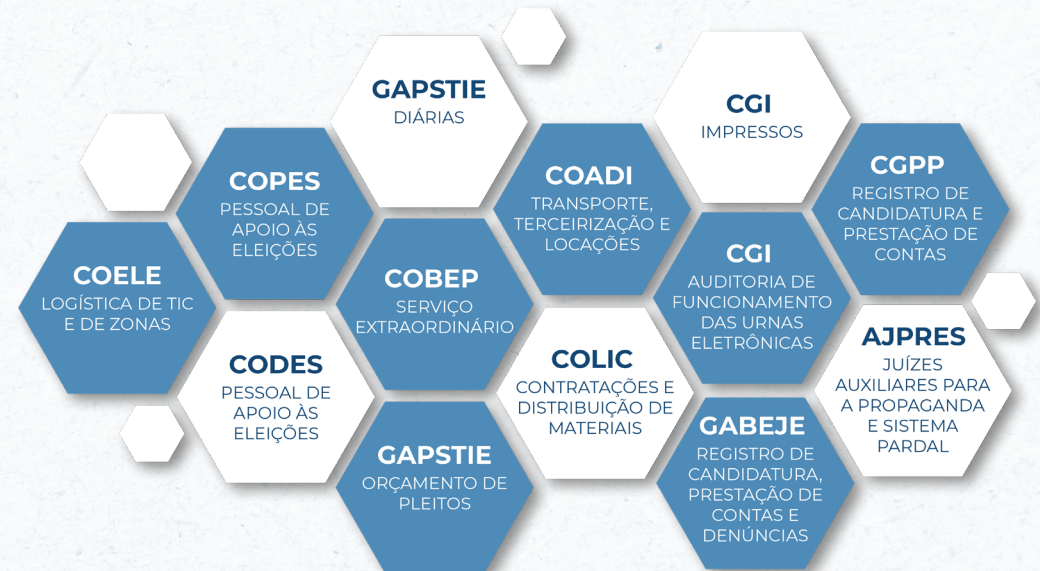 GAPSTIE
DIÁRIAS
CGI
IMPRESSOS
COPES
PESSOAL DE
APOIO ÀS
ELEIÇÕES
COADI
TRANSPORTE,
TERCEIRIZAÇÃO E
LOCAÇÕES
CGPP
REGISTRO DE
CANDIDATURA E
PRESTAÇÃO DE
CONTAS
COELE
LOGÍSTICA DE TIC
E DE ZONAS
COBEP
SERVIÇO
EXTRAORDINÁRIO
CGI
AUDITORIA DE
FUNCIONAMENTO
DAS URNAS
ELETRÔNICAS
CODES
PESSOAL DE
APOIO ÀS
ELEIÇÕES
COLIC
CONTRATAÇÕES E
DISTRIBUIÇÃO DE
MATERIAIS
AJPRES
JUÍZES
AUXILIARES PARA
A PROPAGANDA
E SISTEMA
PARDAL
GAPSTIE
ORÇAMENTO DE
PLEITOS
GABEJE
REGISTRO DE
CANDIDATURA,
PRESTAÇÃO DE
CONTAS E
DENÚNCIAS